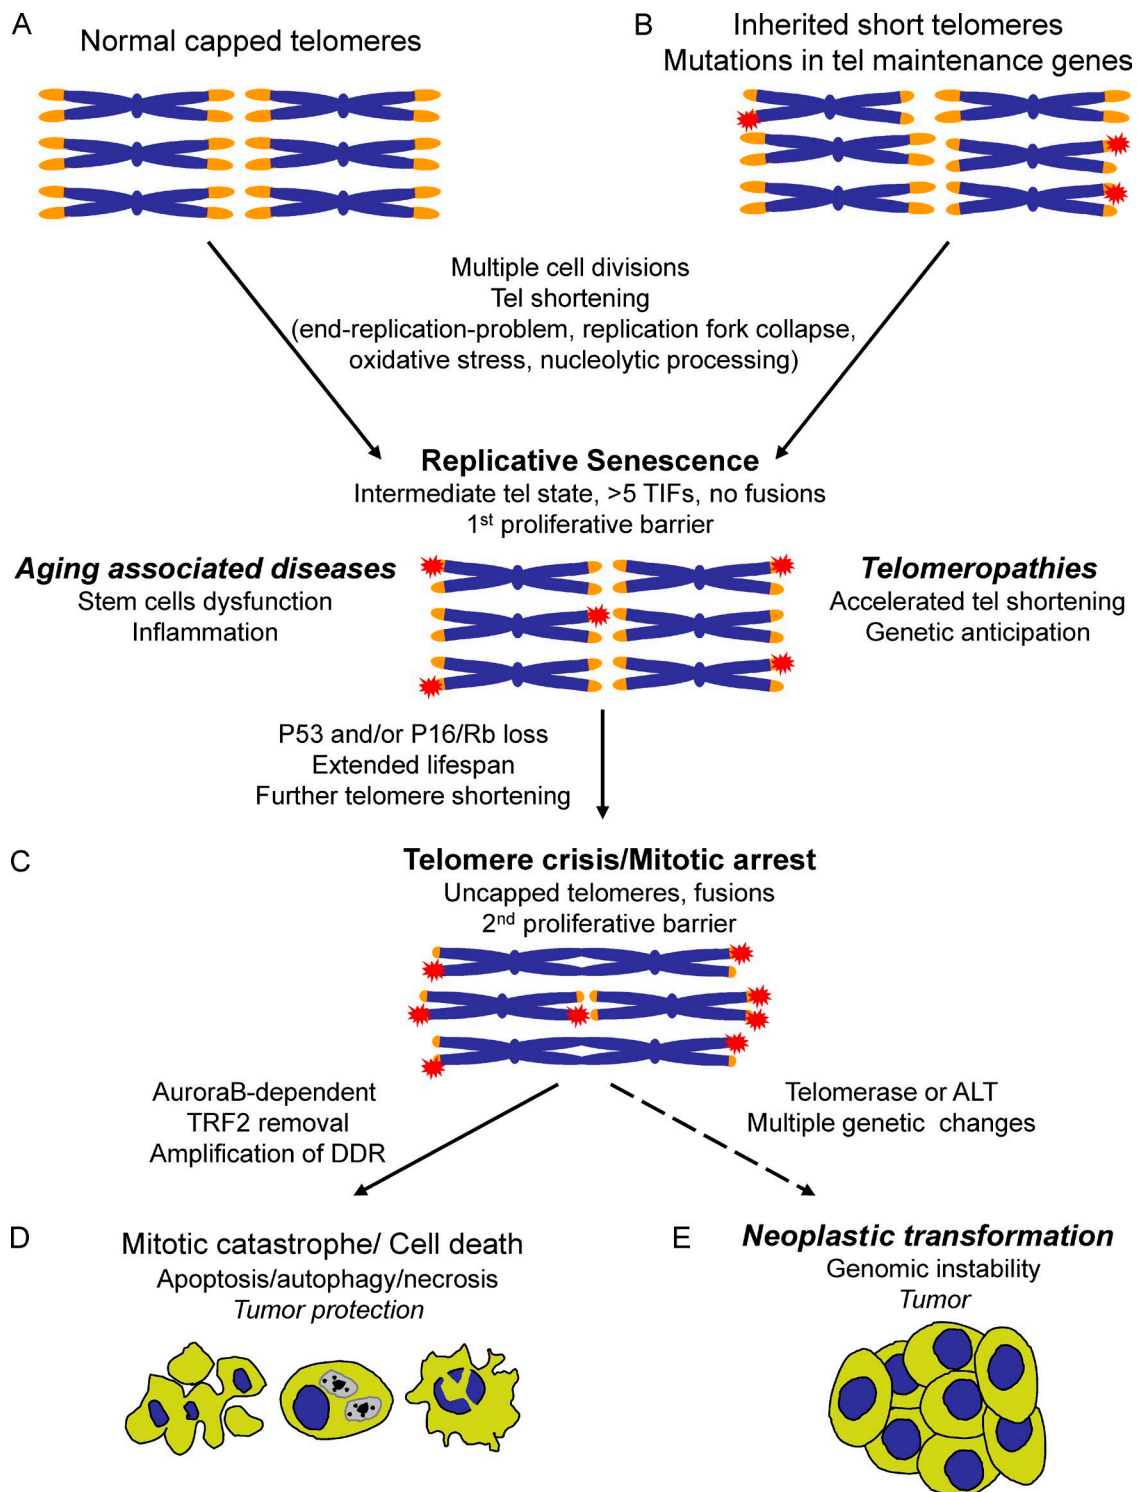 A
Normal capped telomeres
B
Inherited short telomeres
Mutations in tel maintenance genes
Multiple cell divisions
Tel shortening
(end-replication-problem, replication fork collapse,
oxidative stress, nucleolytic processing)
Replicative Senescence
Intermediate tel state, >5 TIFs, no fusions
1st proliferative barrier
Aging associated diseases
Stem cells dysfunction
Inflammation
Telomeropathies
Accelerated tel shortening
Genetic anticipation
P53 and/or P16/Rb loss
Extended lifespan
Further telomere shortening
C
Telomere crisis/Mitotic arrest
Uncapped telomeres, fusions
2nd proliferative barrier
AuroraB-dependent
TRF2 removal
Amplification of DDR
Telomerase or ALT
Multiple genetic changes
D
Mitotic catastrophe/ Cell death
Apoptosis/autophagy/necrosis
Tumor protection
E
Neoplastic transformation
Genomic instability
Tumor